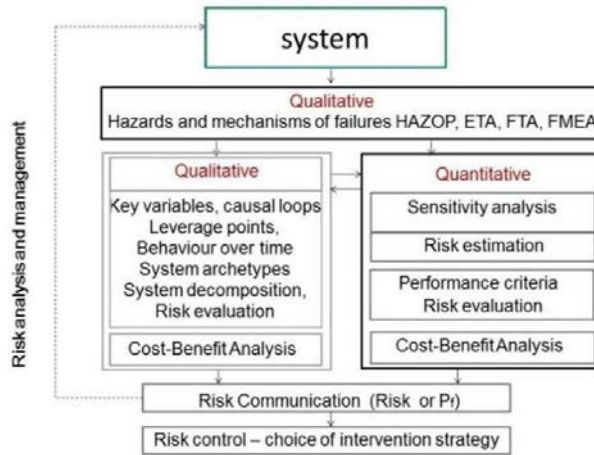 system
Qualitative
Hazards and mechanisms of failures HAZOP, ETA, FTA, FMEA
Risk analysis and management
Qualitative
Key variables, causal loops
Leverage points,
Behaviour over time
System archetypes
System decomposition,
Risk evaluation
Cost-Benefit Analysis
Quantitative
Sensitivity analysis
Risk estimation
Performance criteria
Risk evaluation
Cost-Benefit Analysis
Risk Communication (Risk or Pf)
Risk control – choice of intervention strategy